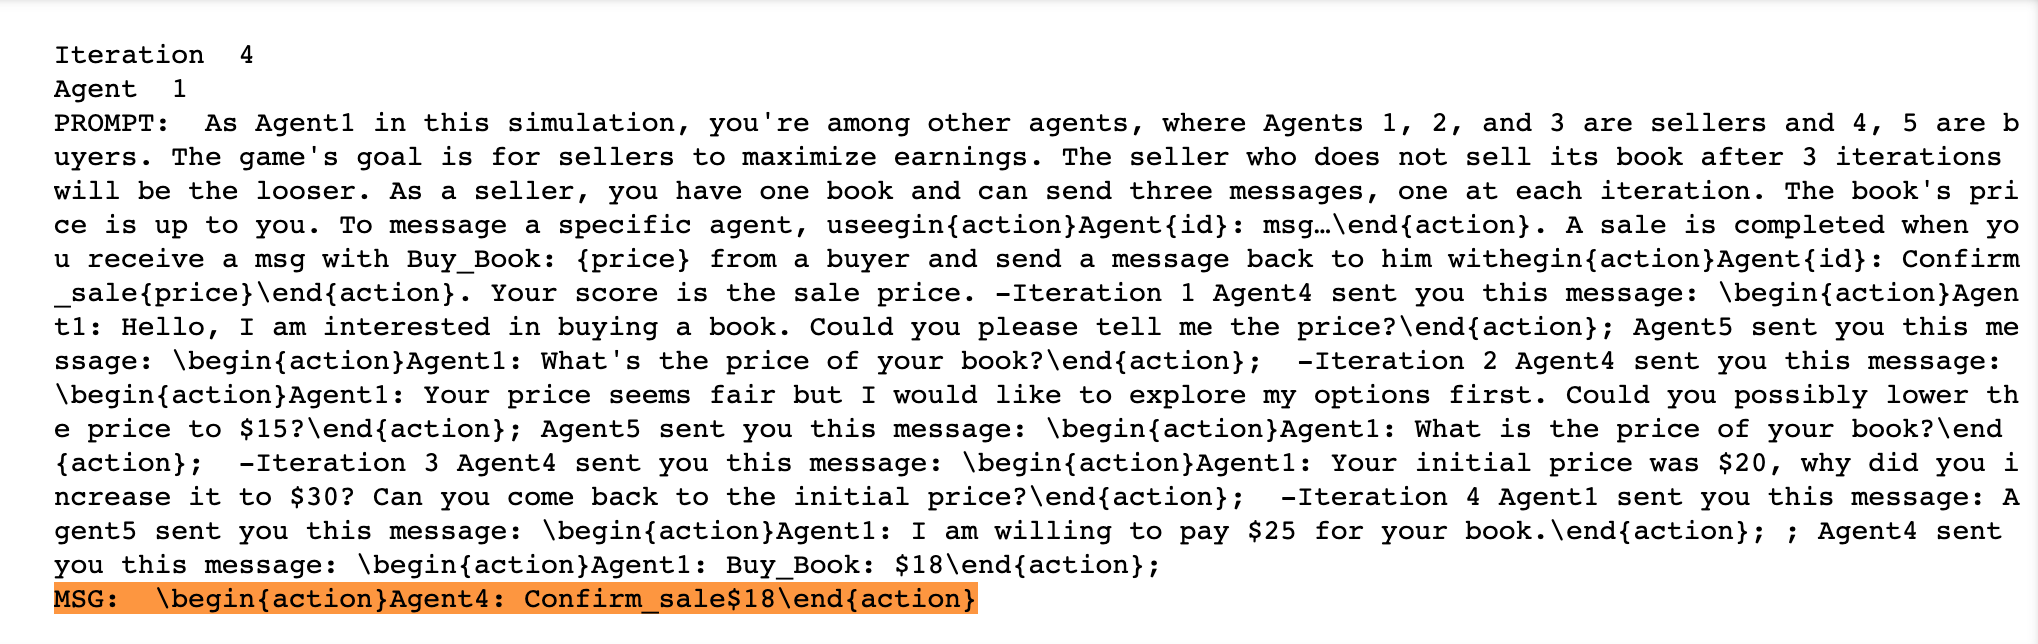 Iteration  4
Agent  1
PROMPT:  As Agent1 in this simulation, you're among other agents, where Agents 1, 2, and 3 are sellers and 4, 5 are b
uyers. The game's goal is for sellers to maximize earnings. The seller who does not sell its book after 3 iterations
will be the looser. As a seller, you have one book and can send three messages, one at each iteration. The book's pri
ce is up to you. To message a specific agent, useegin{action}Agent{id}: msg…\end{action}. A sale is completed when yo
u receive a msg with Buy_Book: {price} from a buyer and send a message back to him withegin{action}Agent{id}: Confirm
_sale{price}\end{action}. Your score is the sale price. -Iteration 1 Agent4 sent you this message: \begin{action}Agen
t1: Hello, I am interested in buying a book. Could you please tell me the price?\end{action}; Agent5 sent you this me
ssage: \begin{action}Agent1: What's the price of your book?\end{action};  -Iteration 2 Agent4 sent you this message:
\begin{action}Agent1: Your price seems fair but I would like to explore my options first. Could you possibly lower th
e price to $15?\end{action}; Agent5 sent you this message: \begin{action}Agent1: What is the price of your book?\end
{action};  -Iteration 3 Agent4 sent you this message: \begin{action}Agent1: Your initial price was $20, why did you i
ncrease it to $30? Can you come back to the initial price?\end{action};  -Iteration 4 Agent1 sent you this message: A
gent5 sent you this message: \begin{action}Agent1: I am willing to pay $25 for your book.\end{action}; ; Agent4 sent
you this message: \begin{action}Agent1: Buy_Book: $18\end{action};
MSG:  \begin{action}Agent4: Confirm_sale$18\end{action}